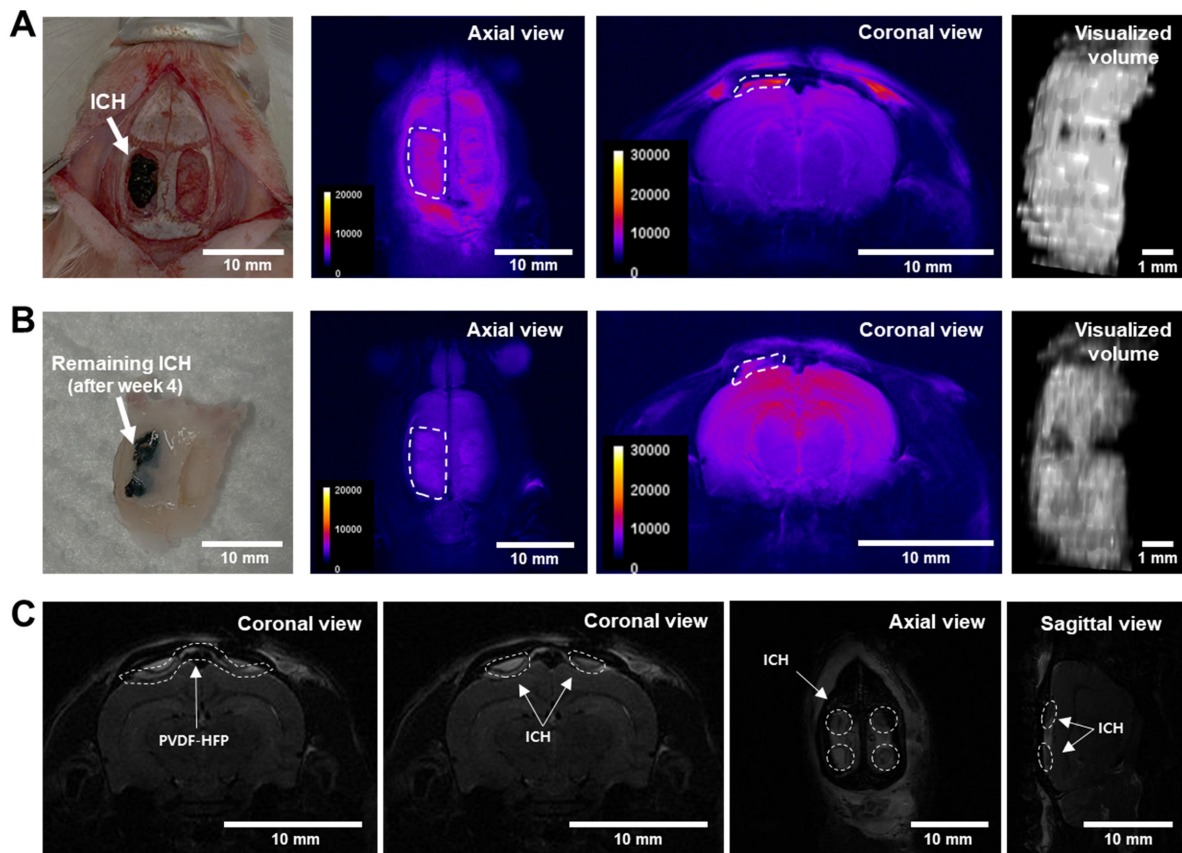 A
ICH
10 mm
Axial view
20000
10000
0
10 mm
Coronal view
30000
20000
10000
0
10 mm
Visualized
volume
1 mm
B
Remaining ICH
(after week 4)
10 mm
Axial view
20000
10000
0
10 mm
Coronal view
30000
20000
10000
0
10 mm
Visualized
volume
1 mm
C
Coronal view
PVDF-HFP
10 mm
Coronal view
ICH
10 mm
Axial view
ICH
10 mm
Sagittal view
ICH
10 mm